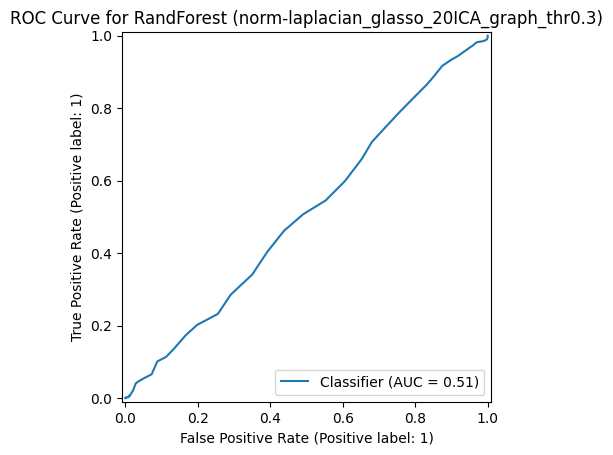 ROC Curve for RandForest (norm-laplacian_glasso_20ICA_graph_thr0.3)
1.0
0.8
0.6
0.4
0.2
0.0
True Positive Rate (Positive label: 1)
Classifier (AUC = 0.51)
0.0 0.2 0.4 0.6 0.8 1.0
False Positive Rate (Positive label: 1)